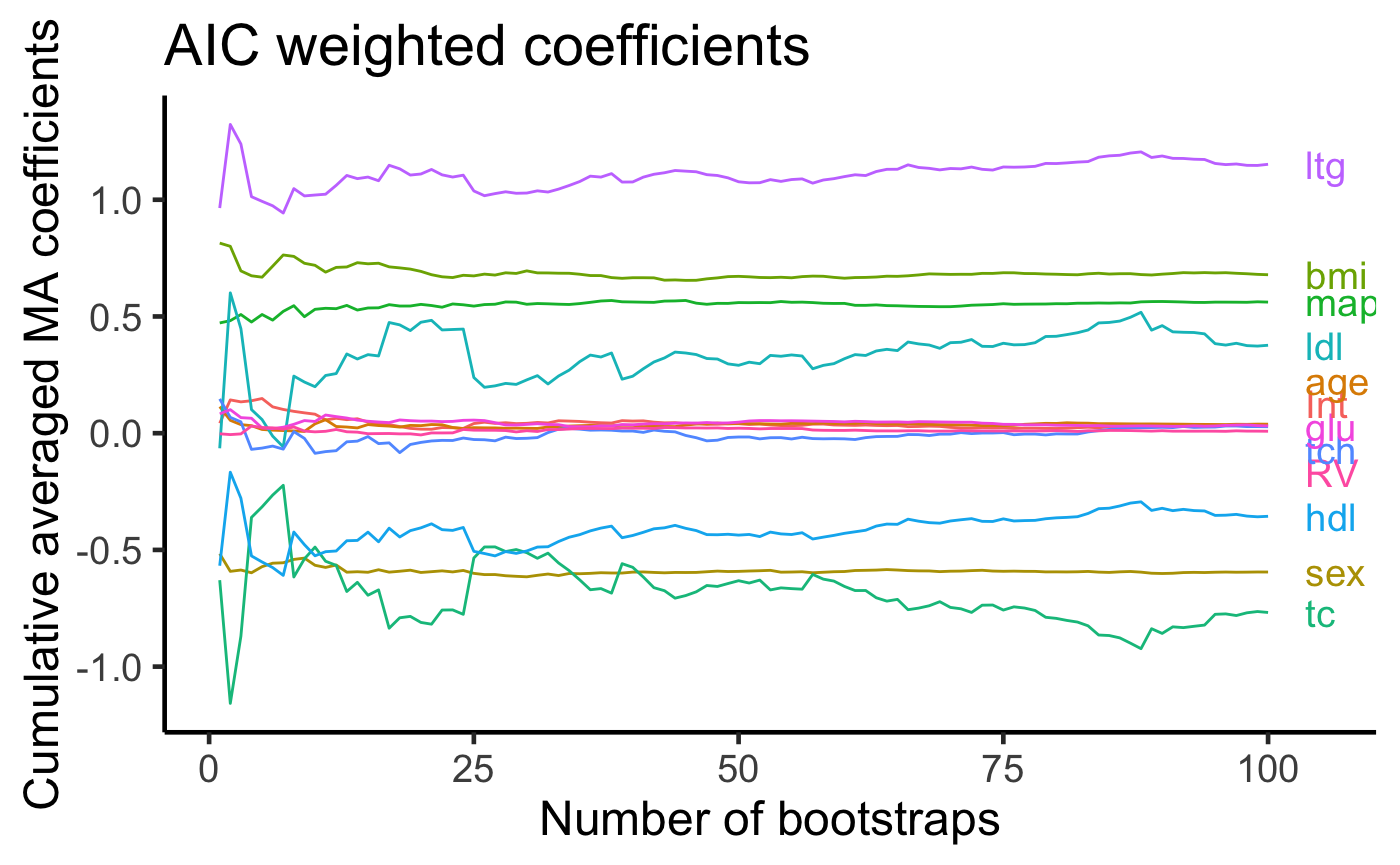 AIC weighted coefficients
Cumulative averaged MA coefficients
1.0
0.5
0.0
-0.5
-1.0
ltg
bmi
map
ldl
age
Int
glu
tch
RV
hdl
sex
tc
0
25
50
75
100
Number of bootstraps